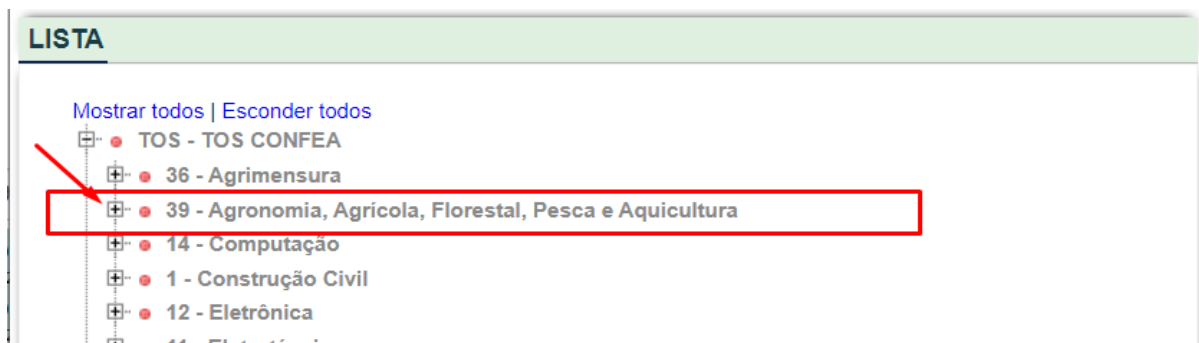 LISTA
Mostrar todos | Esconder todos
TOS - TOS CONFEA
36 - Agrimensura
39 - Agronomia, Agrícola, Florestal, Pesca e Aquicultura
14 - Computação
1 - Construção Civil
12 - Eletrônica